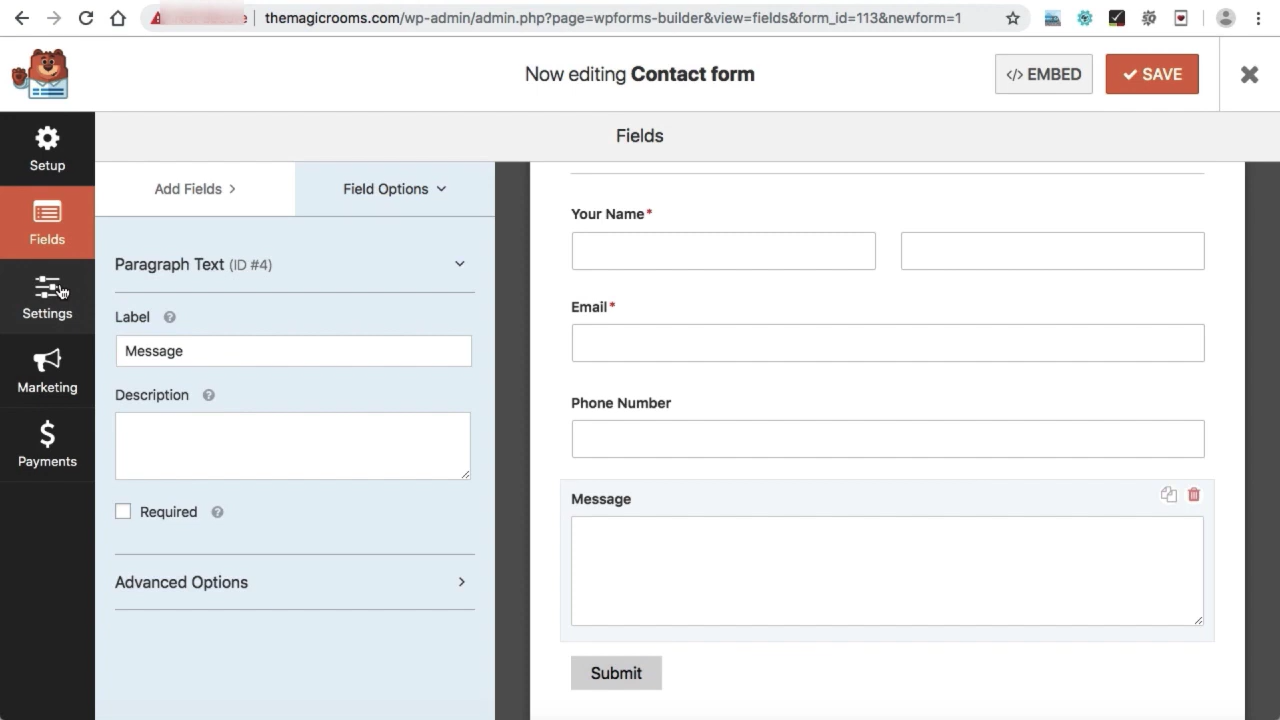 themagicrooms.com/wp-admin/admin.php?page=wpforms-builder&view=fields&form_id=113&newform=1
Now editing Contact form
</> EMBED
SAVE
Setup
Fields
Settings
Marketing
Payments
Fields
Add Fields
Field Options
Paragraph Text (ID #4)
Label
Message
Description
Required
Advanced Options
Your Name*
Email*
Phone Number
Message
Submit